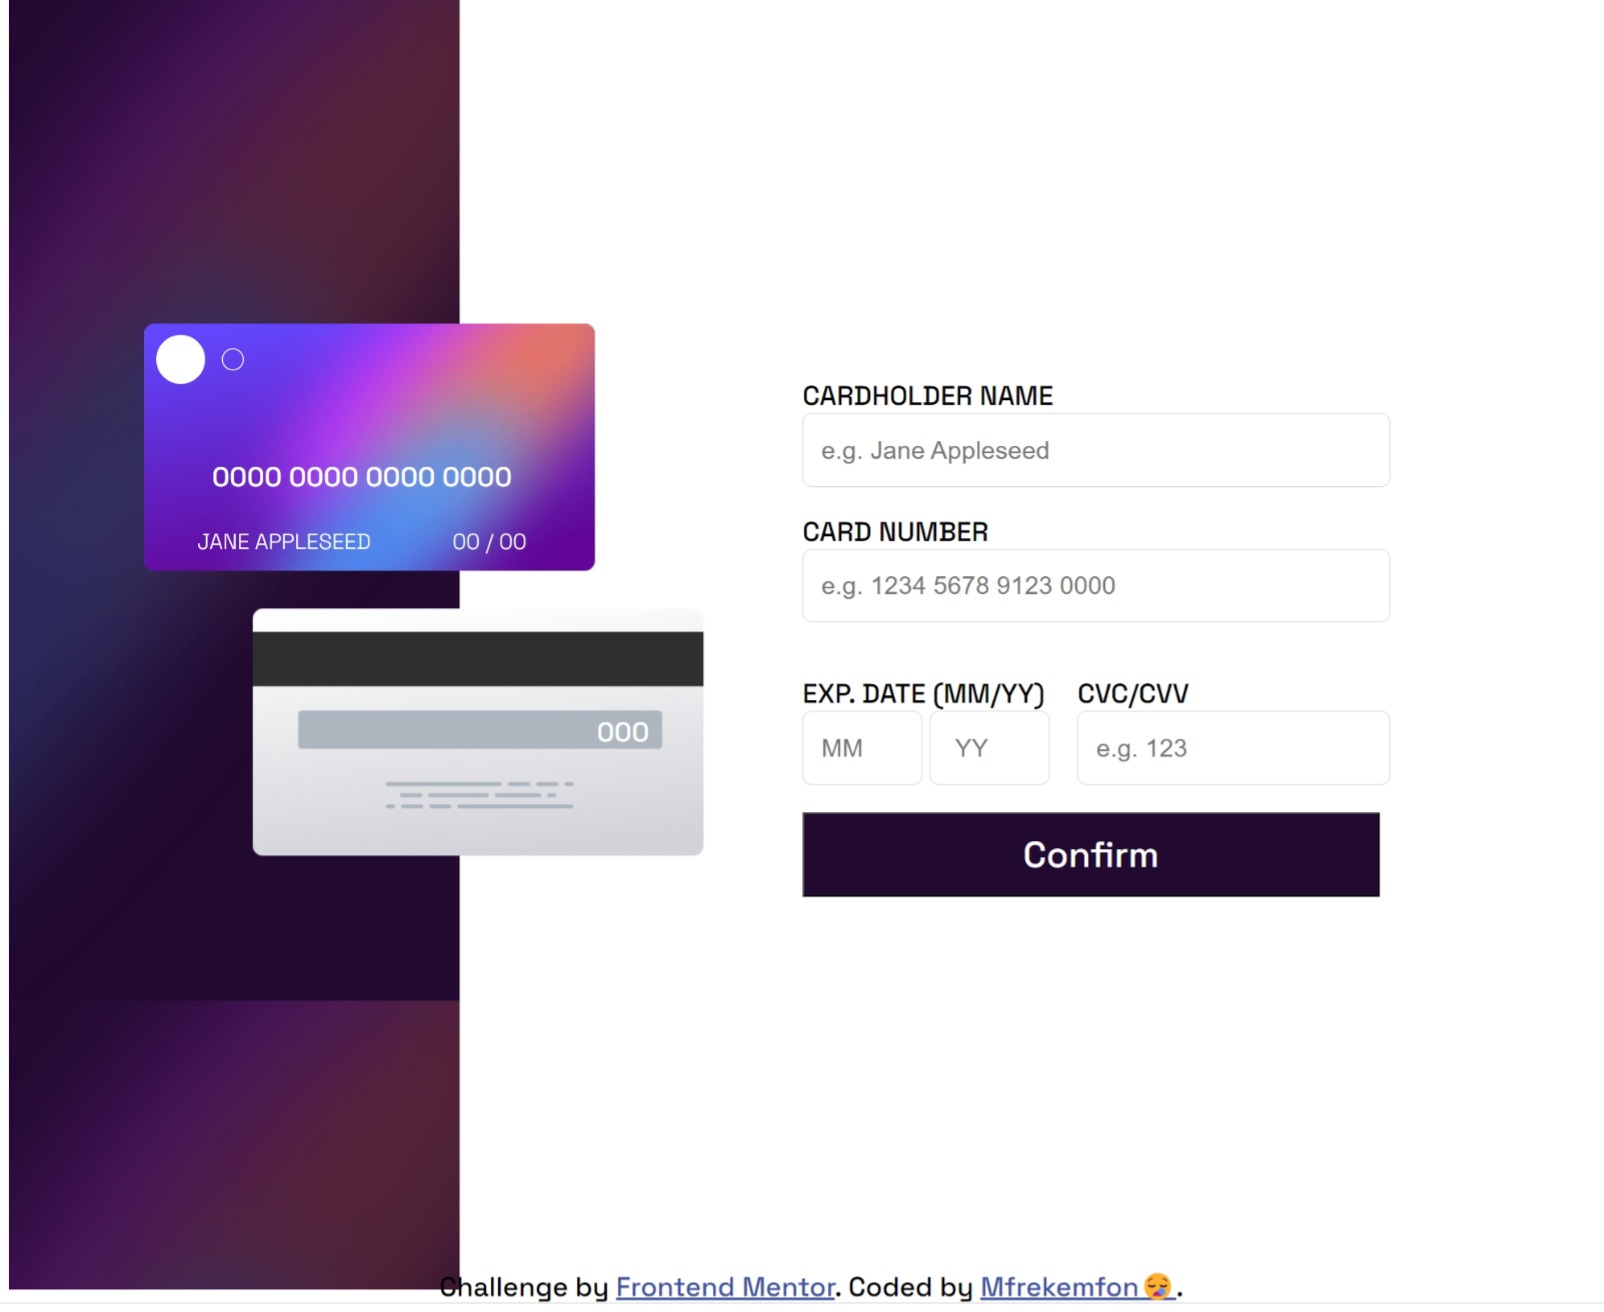 0000 0000 0000 0000
JANE APPLESEED 00 / 00
000
CARDHOLDER NAME
e.g. Jane Appleseed
CARD NUMBER
e.g. 1234 5678 9123 0000
EXP. DATE (MM/YY) CVC/CVV
MM YY e.g. 123
Confirm
Challenge by Frontend Mentor. Coded by Mfrekemfon😪.